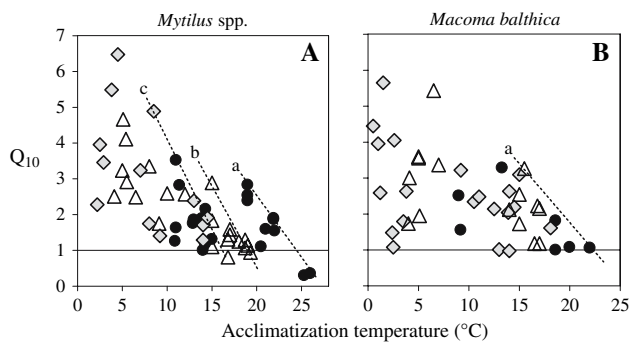 Mytilus spp.
Macoma balthica
A
B
Q10
7
6
5
4
3
2
1
0
c
b
a
a
0 5 10 15 20 25
0 5 10 15 20 25
Acclimatization temperature (°C)